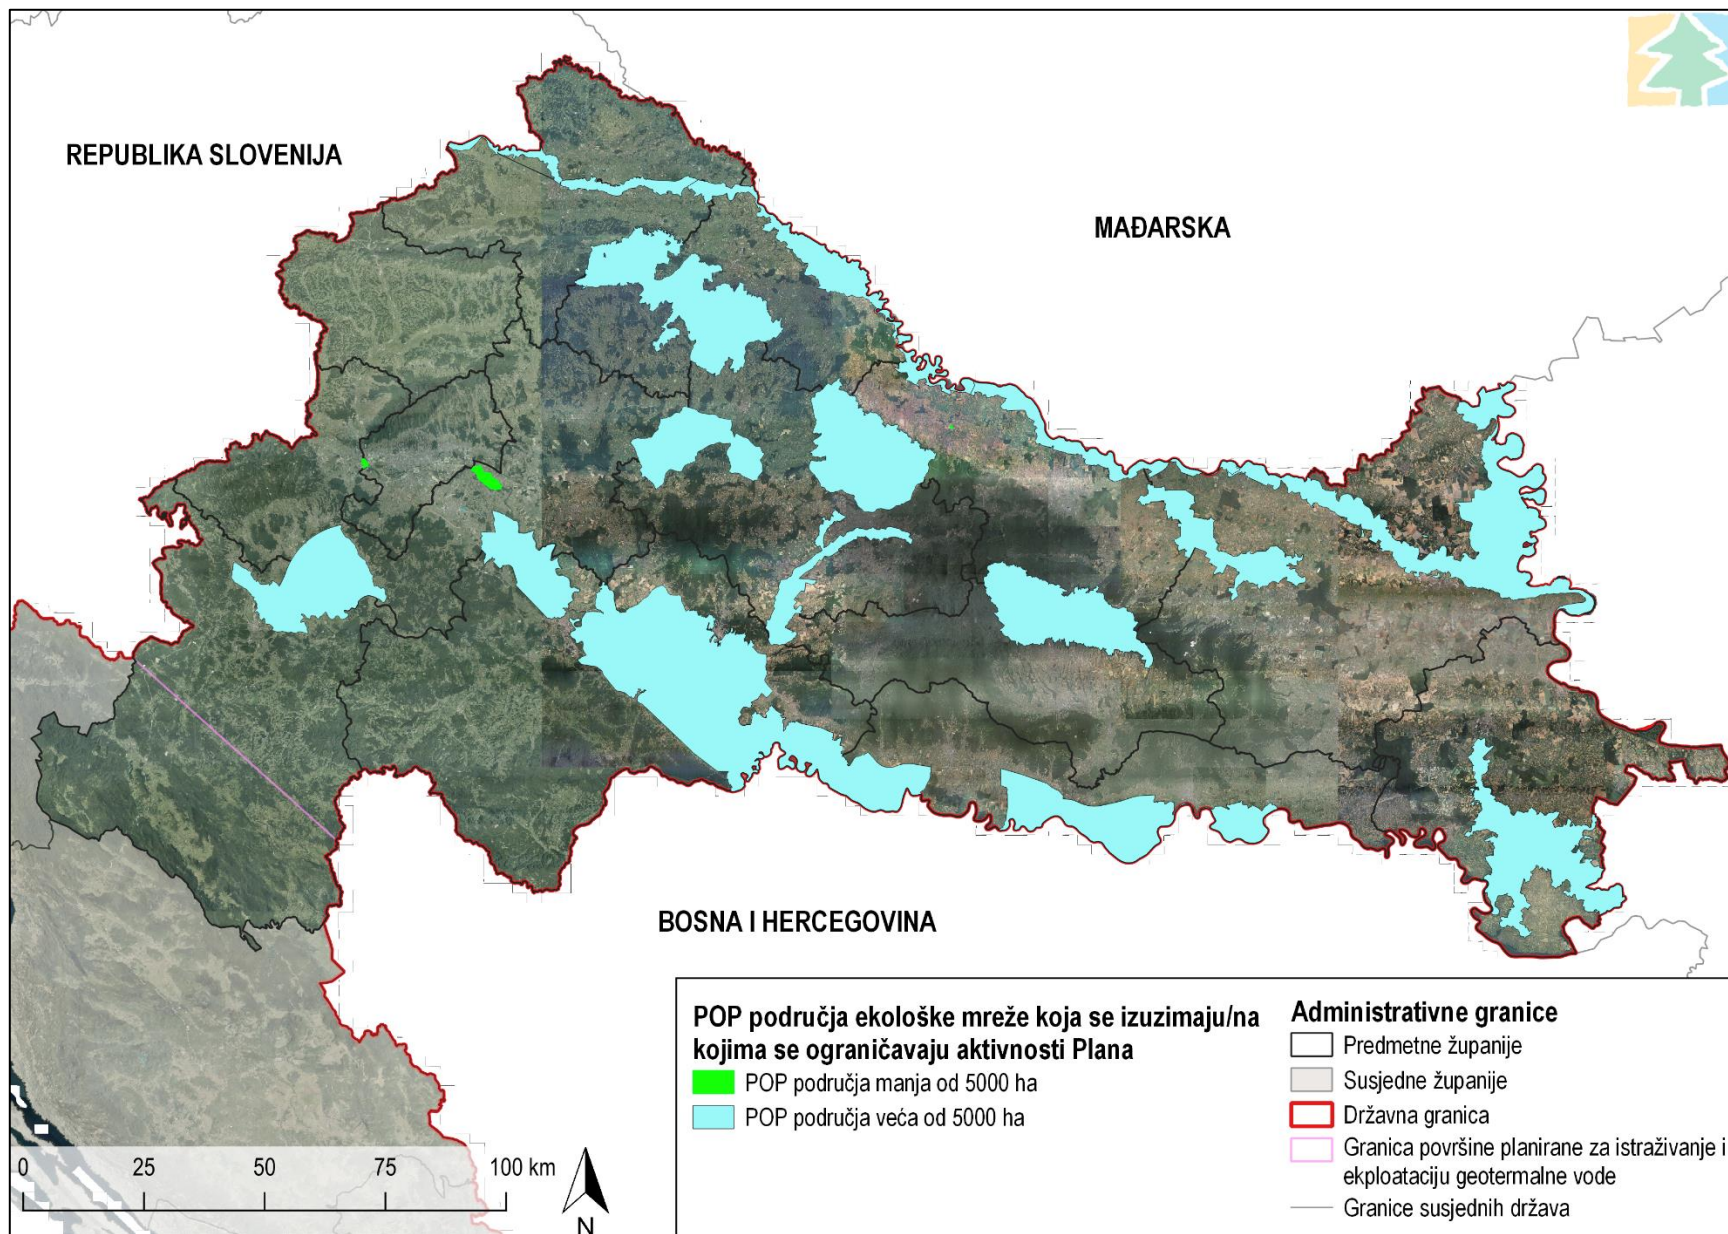 REPUBLIKA SLOVENIJA
MAĐARSKA
BOSNA I HERCEGOVINA
POP područja ekološke mreže koja se izuzimaju/na
kojima se ograničavaju aktivnosti Plana
POP područja manja od 5000 ha
POP područja veća od 5000 ha
Administrativne granice
Predmetne županije
Susjedne županije
Državna granica
Granica površine planirane za istraživanje i
ekploataciju geotermalne vode
Granice susjednih država
0 25 50 75 100 km
N